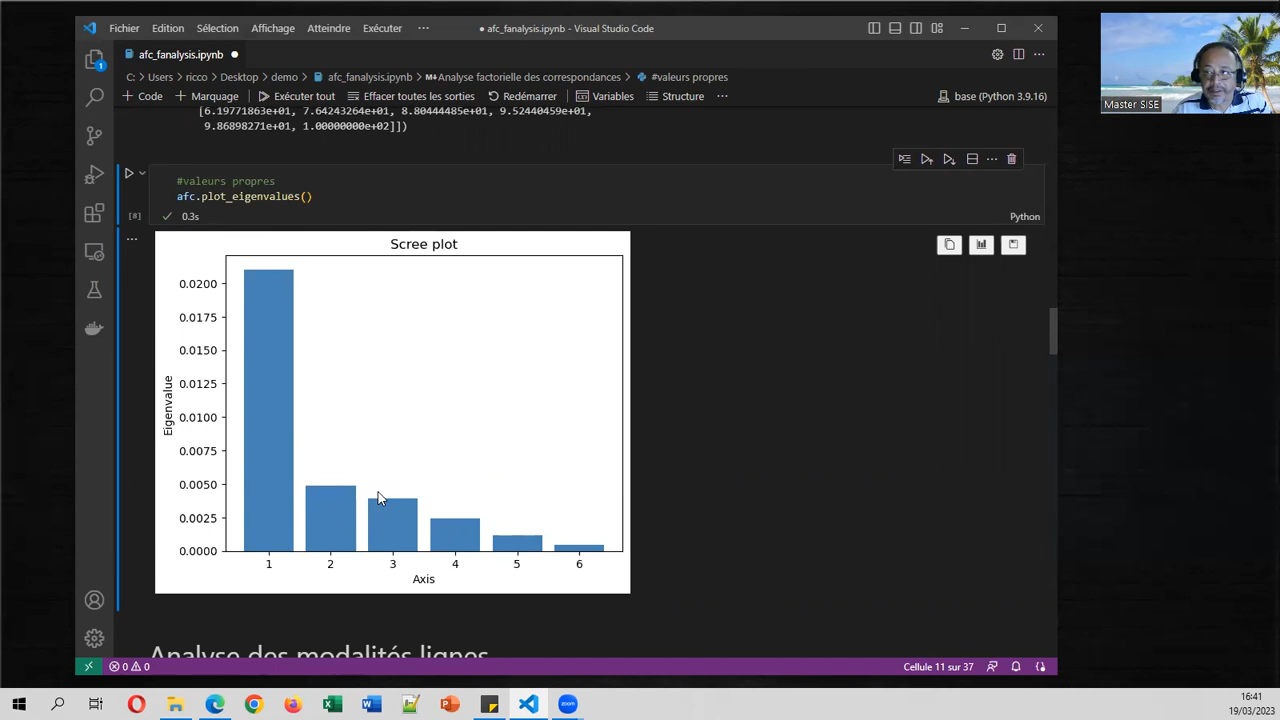 Fichier Edition Sélection Affichage Atteindre Exécuter ··· ● afc_fanalysis.ipynb - Visual Studio Code
afc_fanalysis.ipynb ●
C: > Users > ricco > Desktop > demo > afc_fanalysis.ipynb > M↓Analyse factorielle des correspondances > #valeurs propres
+ Code + Marquage Exécuter tout Effacer toutes les sorties Redémarrer Variables Structure ··· base (Python 3.9.16)
[6.19771863e+01, 7.64243264e+01, 8.80444485e+01, 9.52440459e+01,
9.86898271e+01, 1.00000000e+02]])
#valeurs propres
afc.plot_eigenvalues()
[8] ✓ 0.3s Python
Scree plot
0.0200
0.0175
0.0150
0.0125
0.0100
0.0075
0.0050
0.0025
0.0000
Eigenvalue
1 2 3 4 5 6
Axis
Analyse des modalités lignes
0 0 Cellule 11 sur 37
Master SISE
1
16:41
19/03/2023